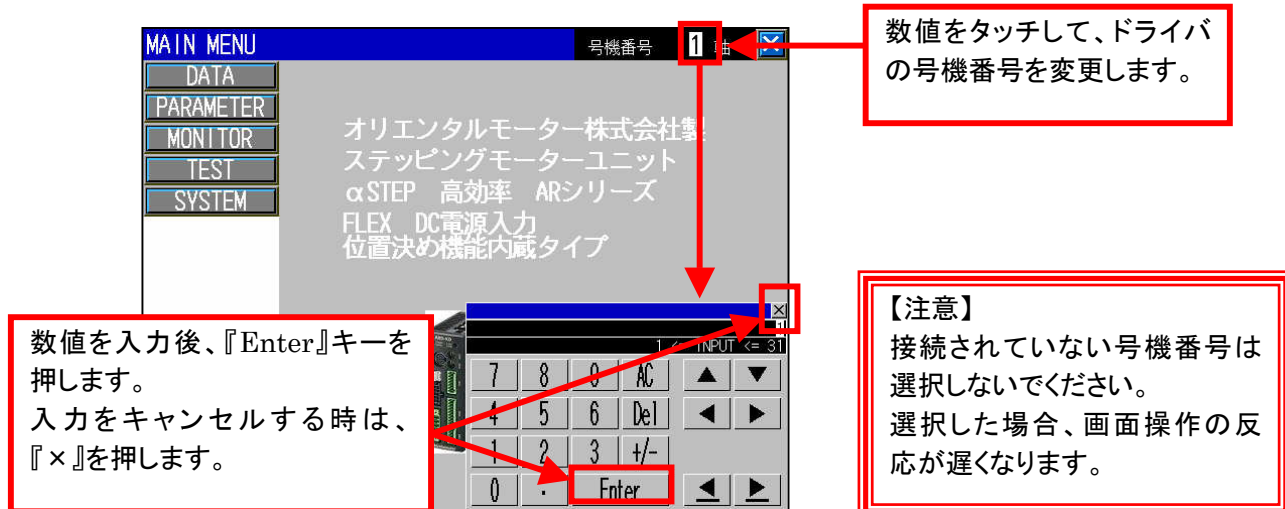 MAIN MENU
号機番号 1 軸
数値をタッチして、ドライバ
の号機番号を変更します。
DATA
PARAMETER
MONITOR
TEST
SYSTEM
オリエンタルモーター株式会社製
ステッピングモーターユニット
αSTEP 高効率 ARシリーズ
FLEX DC電源入力
位置決め機能内蔵タイプ
数値を入力後、『Enter』キーを
押します。
入力をキャンセルする時は、
『×』を押します。
1
1 <= INPUT <= 31
7 8 9 AC ▲ ▼
4 5 6 Del ◀ ▶
1 2 3 +/-
0 . Enter ◀ ▶
【注意】
接続されていない号機番号は
選択しないでください。
選択した場合、画面操作の反
応が遅くなります。